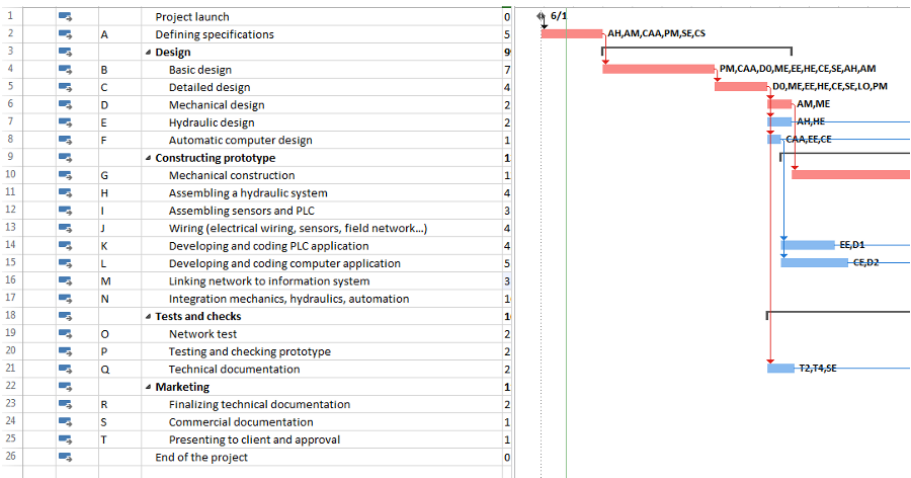 1 Project launch 0 6/1
2 A Defining specifications 5 AH,AM,CAA,PM,SE,CS
3 Design 9
4 B Basic design 7 PM,CAA,DO,ME,EE,HE,CE,SE,AH,AM
5 C Detailed design 4 DO,ME,EE,HE,CE,SE,LO,PM
6 D Mechanical design 2 AM,ME
7 E Hydraulic design 2 AH,HE
8 F Automatic computer design 1 CAA,EE,CE
9 Constructing prototype 1
10 G Mechanical construction 1
11 H Assembling a hydraulic system 4
12 I Assembling sensors and PLC 3
13 J Wiring (electrical wiring, sensors, field network...) 4
14 K Developing and coding PLC application 4 EE,D1
15 L Developing and coding computer application 5 CE,D2
16 M Linking network to information system 3
17 N Integration mechanics, hydraulics, automation 1
18 Tests and checks 1
19 O Network test 2
20 P Testing and checking prototype 2
21 Q Technical documentation 2 T2,T4,SE
22 Marketing 1
23 R Finalizing technical documentation 2
24 S Commercial documentation 1
25 T Presenting to client and approval 1
26 End of the project 0